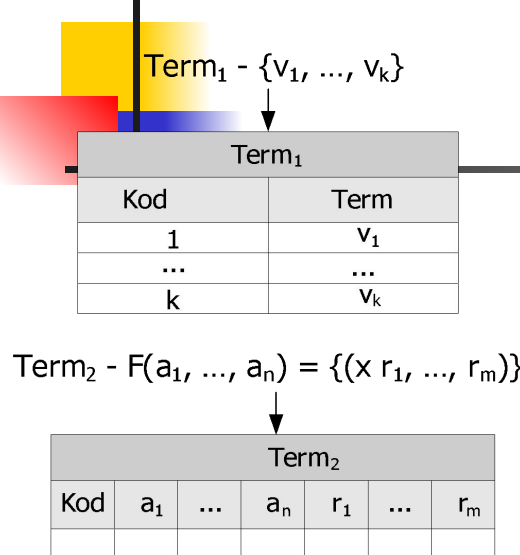 Term₁ - {v₁, ..., vₖ}
Term₁
Kod Term
1 v₁
... ...
k vₖ
Term₂ - F(a₁, ..., aₙ) = {(x r₁, ..., rₘ)}
Term₂
Kod a₁ ... aₙ r₁ ... rₘ